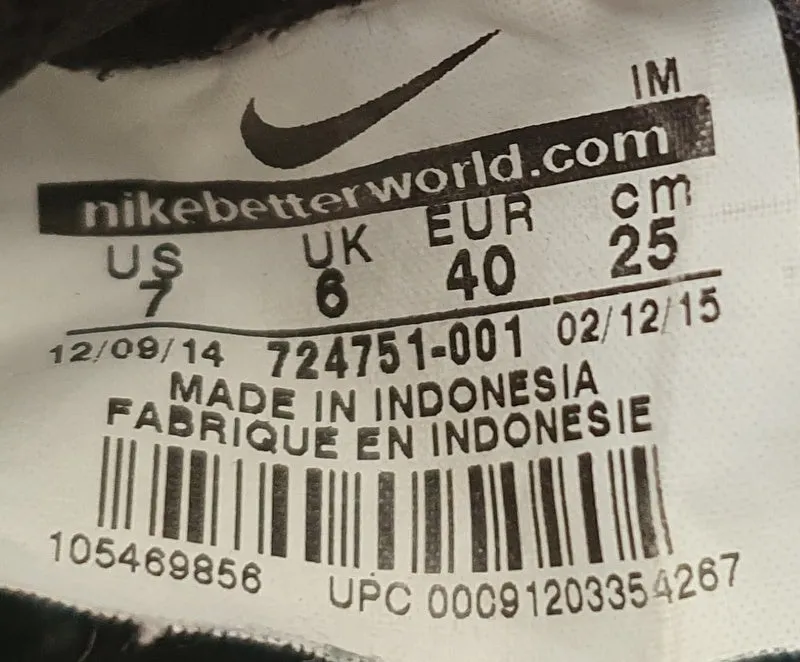 IM
nikebetterworld.com
US UK EUR cm
7 6 40 25
12/09/14 724751-001 02/12/15
MADE IN INDONESIA
FABRIQUE EN INDONESIE
105469856 UPC 00091203354267